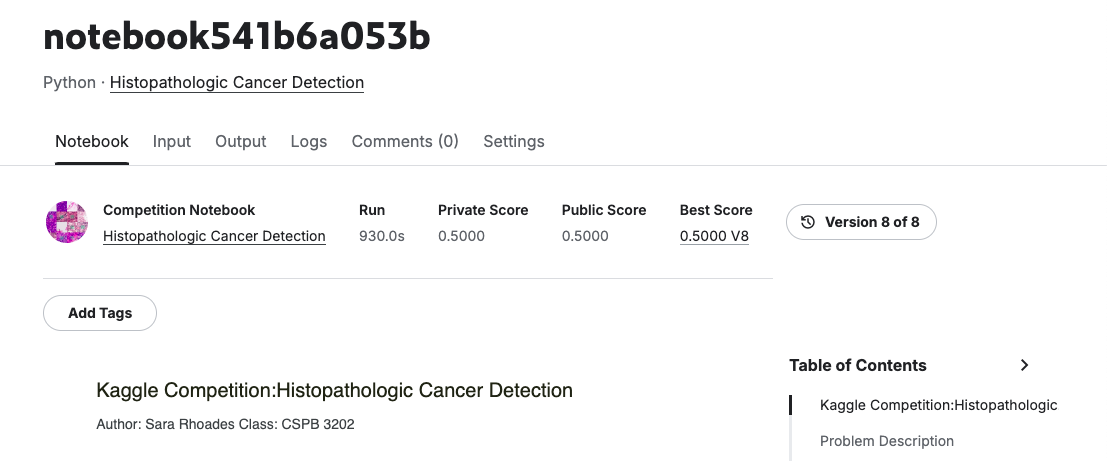 notebook541b6a053b
Python · Histopathologic Cancer Detection
Notebook Input Output Logs Comments (0) Settings
Competition Notebook Run Private Score Public Score Best Score
Histopathologic Cancer Detection 930.0s 0.5000 0.5000 0.5000 V8
Version 8 of 8
Add Tags
Kaggle Competition:Histopathologic Cancer Detection
Author: Sara Rhoades Class: CSPB 3202
Table of Contents
Kaggle Competition:Histopathologic
Problem Description